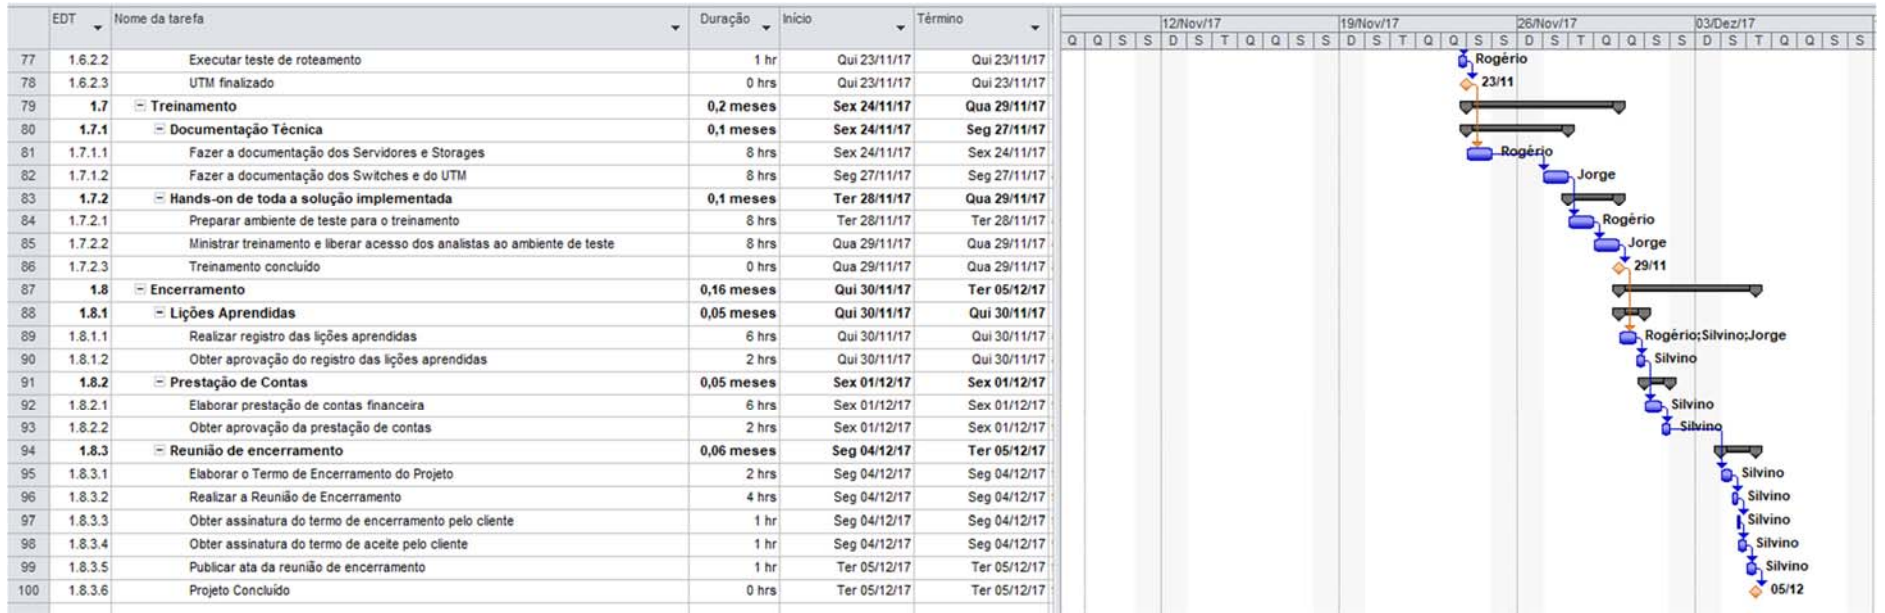 EDT Nome da tarefa Duração Início Término 12/Nov/17 19/Nov/17 26/Nov/17 03/Dez/17
Q Q S S D S T Q Q S S D S T Q Q S S D S T Q Q S S D S T Q Q S S
77 1.6.2.2 Executar teste de roteamento 1 hr Qui 23/11/17 Qui 23/11/17 Rogério
78 1.6.2.3 UTM finalizado 0 hrs Qui 23/11/17 Qui 23/11/17 23/11
79 1.7 Treinamento 0,2 meses Sex 24/11/17 Qua 29/11/17
80 1.7.1 Documentação Técnica 0,1 meses Sex 24/11/17 Seg 27/11/17
81 1.7.1.1 Fazer a documentação dos Servidores e Storages 8 hrs Sex 24/11/17 Sex 24/11/17 Rogério
82 1.7.1.2 Fazer a documentação dos Switches e do UTM 8 hrs Seg 27/11/17 Seg 27/11/17 Jorge
83 1.7.2 Hands-on de toda a solução implementada 0,1 meses Ter 28/11/17 Qua 29/11/17
84 1.7.2.1 Preparar ambiente de teste para o treinamento 8 hrs Ter 28/11/17 Ter 28/11/17 Rogério
85 1.7.2.2 Ministrar treinamento e liberar acesso dos analistas ao ambiente de teste 8 hrs Qua 29/11/17 Qua 29/11/17 Jorge
86 1.7.2.3 Treinamento concluído 0 hrs Qua 29/11/17 Qua 29/11/17 29/11
87 1.8 Encerramento 0,16 meses Qui 30/11/17 Ter 05/12/17
88 1.8.1 Lições Aprendidas 0,05 meses Qui 30/11/17 Qui 30/11/17
89 1.8.1.1 Realizar registro das lições aprendidas 6 hrs Qui 30/11/17 Qui 30/11/17 Rogério;Silvino;Jorge
90 1.8.1.2 Obter aprovação do registro das lições aprendidas 2 hrs Qui 30/11/17 Qui 30/11/17 Silvino
91 1.8.2 Prestação de Contas 0,05 meses Sex 01/12/17 Sex 01/12/17
92 1.8.2.1 Elaborar prestação de contas financeira 6 hrs Sex 01/12/17 Sex 01/12/17 Silvino
93 1.8.2.2 Obter aprovação da prestação de contas 2 hrs Sex 01/12/17 Sex 01/12/17 Silvino
94 1.8.3 Reunião de encerramento 0,06 meses Seg 04/12/17 Ter 05/12/17
95 1.8.3.1 Elaborar o Termo de Encerramento do Projeto 2 hrs Seg 04/12/17 Seg 04/12/17 Silvino
96 1.8.3.2 Realizar a Reunião de Encerramento 4 hrs Seg 04/12/17 Seg 04/12/17 Silvino
97 1.8.3.3 Obter assinatura do termo de encerramento pelo cliente 1 hr Seg 04/12/17 Seg 04/12/17 Silvino
98 1.8.3.4 Obter assinatura do termo de aceite pelo cliente 1 hr Seg 04/12/17 Seg 04/12/17 Silvino
99 1.8.3.5 Publicar ata da reunião de encerramento 1 hr Ter 05/12/17 Ter 05/12/17 Silvino
100 1.8.3.6 Projeto Concluído 0 hrs Ter 05/12/17 Ter 05/12/17 05/12